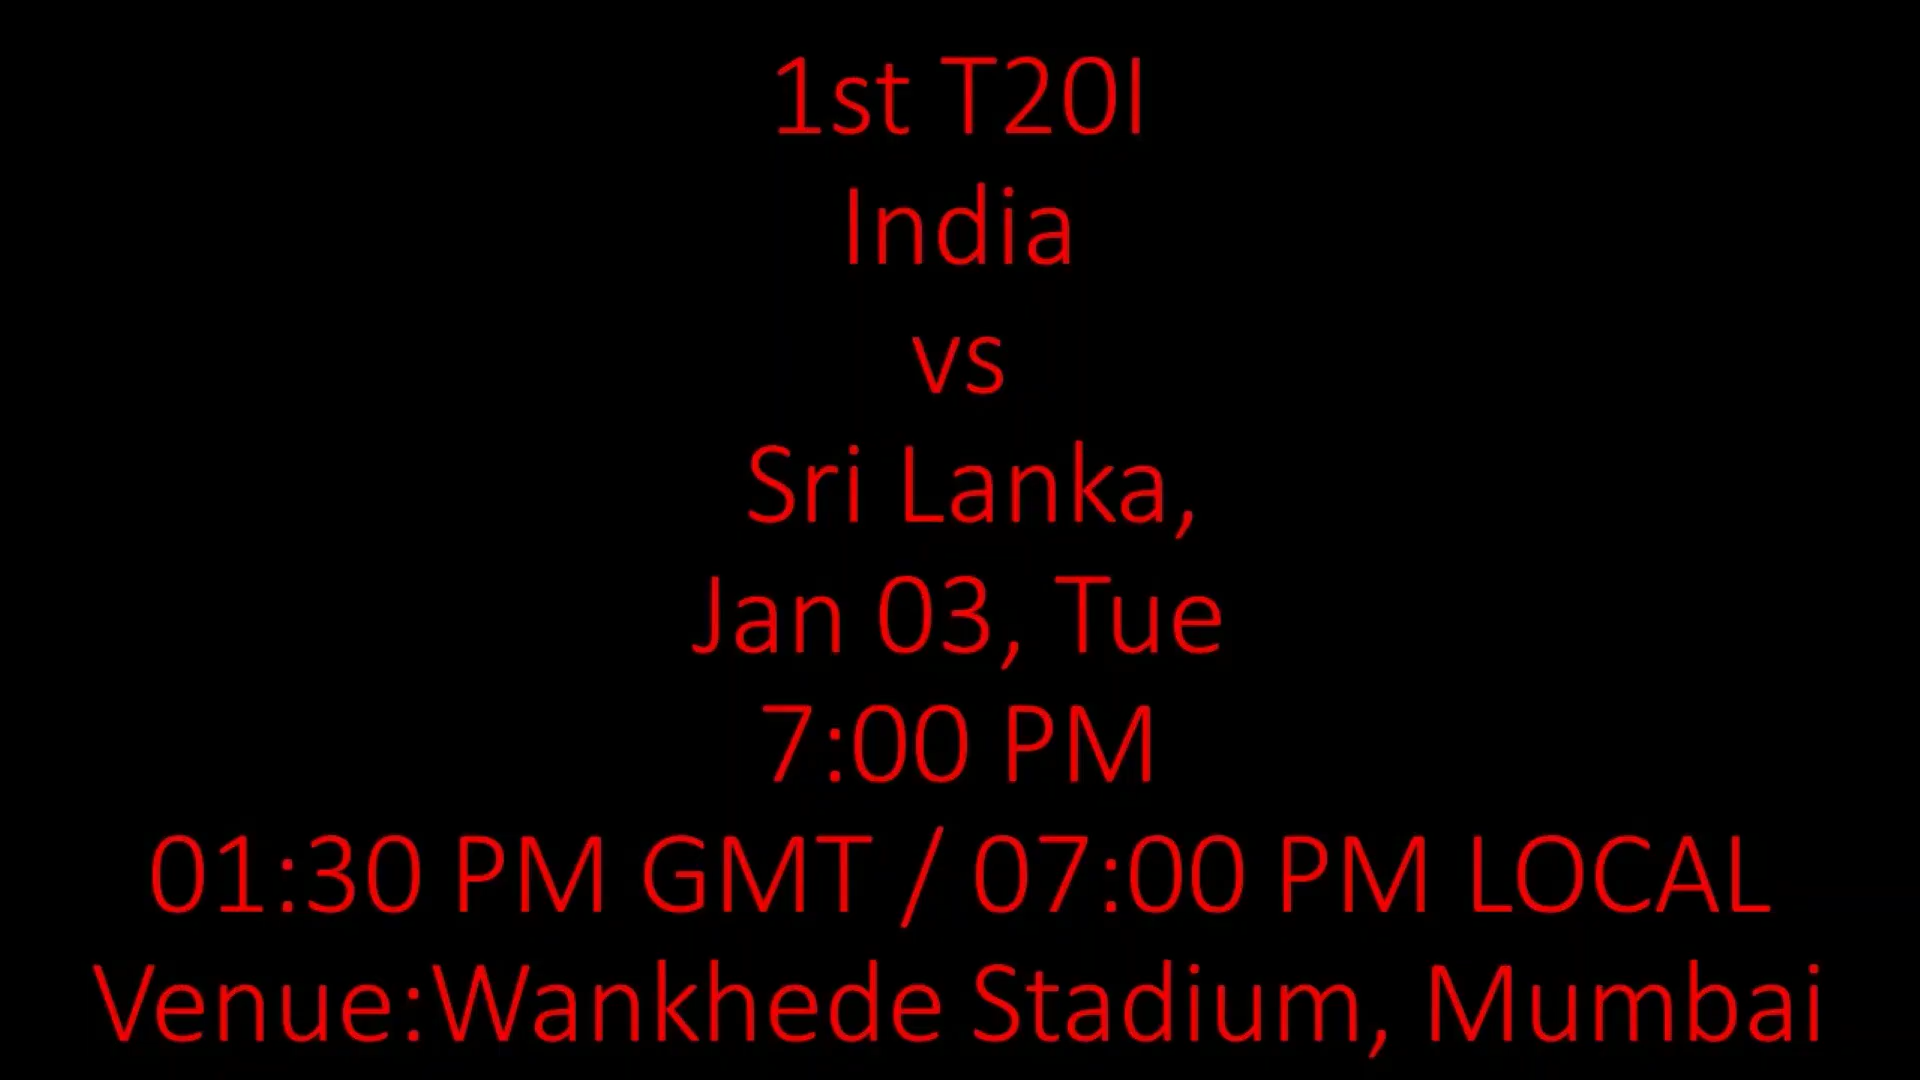 1st T20I
India
vs
Sri Lanka,
Jan 03, Tue
7:00 PM
01:30 PM GMT / 07:00 PM LOCAL
Venue:Wankhede Stadium, Mumbai